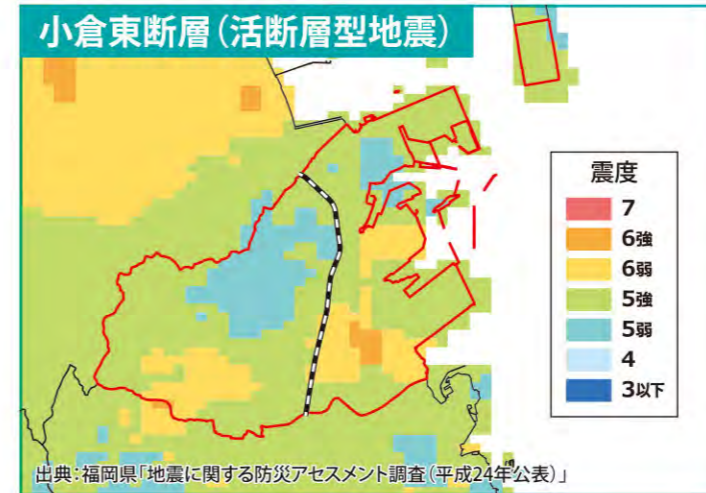 小倉東断層(活断層型地震)
震度
7
6強
6弱
5強
5弱
4
3以下
出典:福岡県「地震に関する防災アセスメント調査(平成24年公表)」